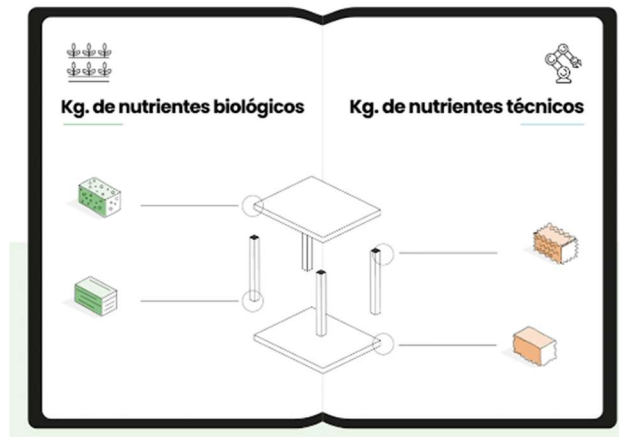 Kg. de nutrientes biológicos
Kg. de nutrientes técnicos